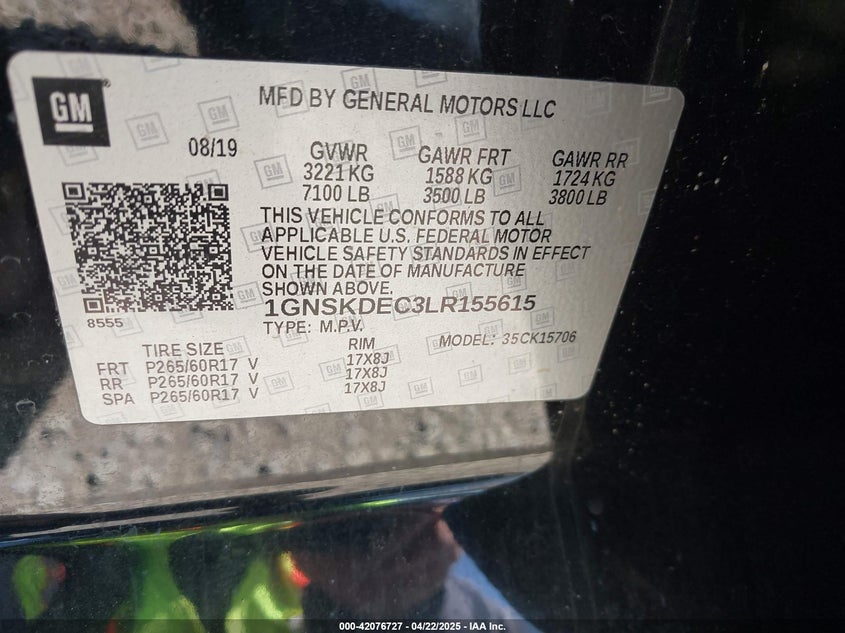 GM
MFD BY GENERAL MOTORS LLC
08/19
GVWR GAWR FRT GAWR RR
3221 KG 1588 KG 1724 KG
7100 LB 3500 LB 3800 LB
THIS VEHICLE CONFORMS TO ALL
APPLICABLE U.S. FEDERAL MOTOR
VEHICLE SAFETY STANDARDS IN EFFECT
ON THE DATE OF MANUFACTURE
SHOWN ABOVE.
1GNSKDEC3LR155615
8555
TYPE: M.P.V.
MODEL: 35CK15706
TIRE SIZE RIM
FRT P265/60R17 V 17X8J
RR P265/60R17 V 17X8J
SPA P265/60R17 V 17X8J
000-42076727 - 04/22/2025 - IAA Inc.